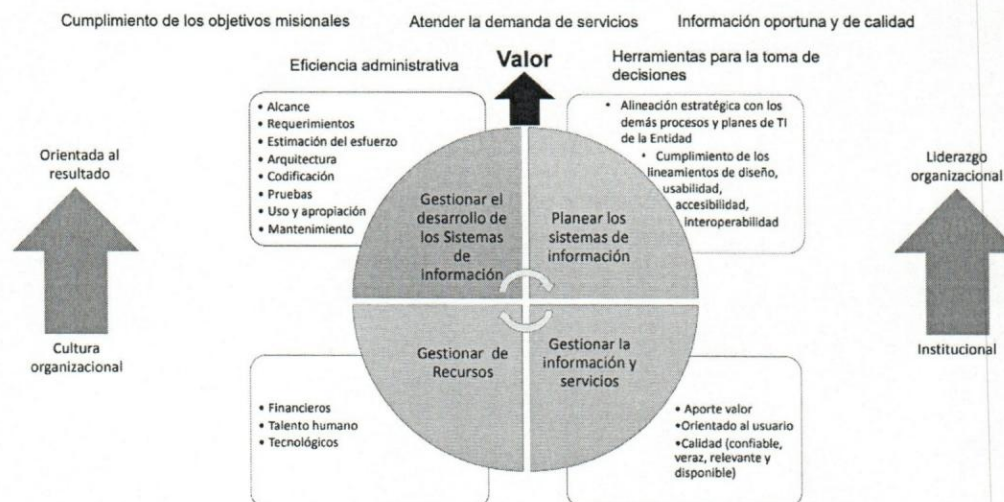 Cumplimiento de los objetivos misionales
Atender la demanda de servicios
Información oportuna y de calidad
Eficiencia administrativa
Valor
Herramientas para la toma de
decisiones
• Alcance
• Requerimientos
• Estimación del esfuerzo
• Arquitectura
• Codificación
• Pruebas
• Uso y apropiación
• Mantenimiento
• Alineación estratégica con los
demás procesos y planes de TI
de la Entidad
• Cumplimiento de los
lineamientos de diseño,
usabilidad,
accesibilidad,
interoperabilidad
Orientada al
resultado
Cultura
organizacional
Gestionar el
desarrollo de
los Sistemas
de
Información
Planear los
sistemas de
información
Gestionar de
Recursos
Gestionar la
información y
servicios
Liderazgo
organizacional
Institucional
• Financieros
• Talento humano
• Tecnológicos
• Aporte valor
•Orientado al usuario
•Calidad (confiable,
veraz, relevante y
disponible)